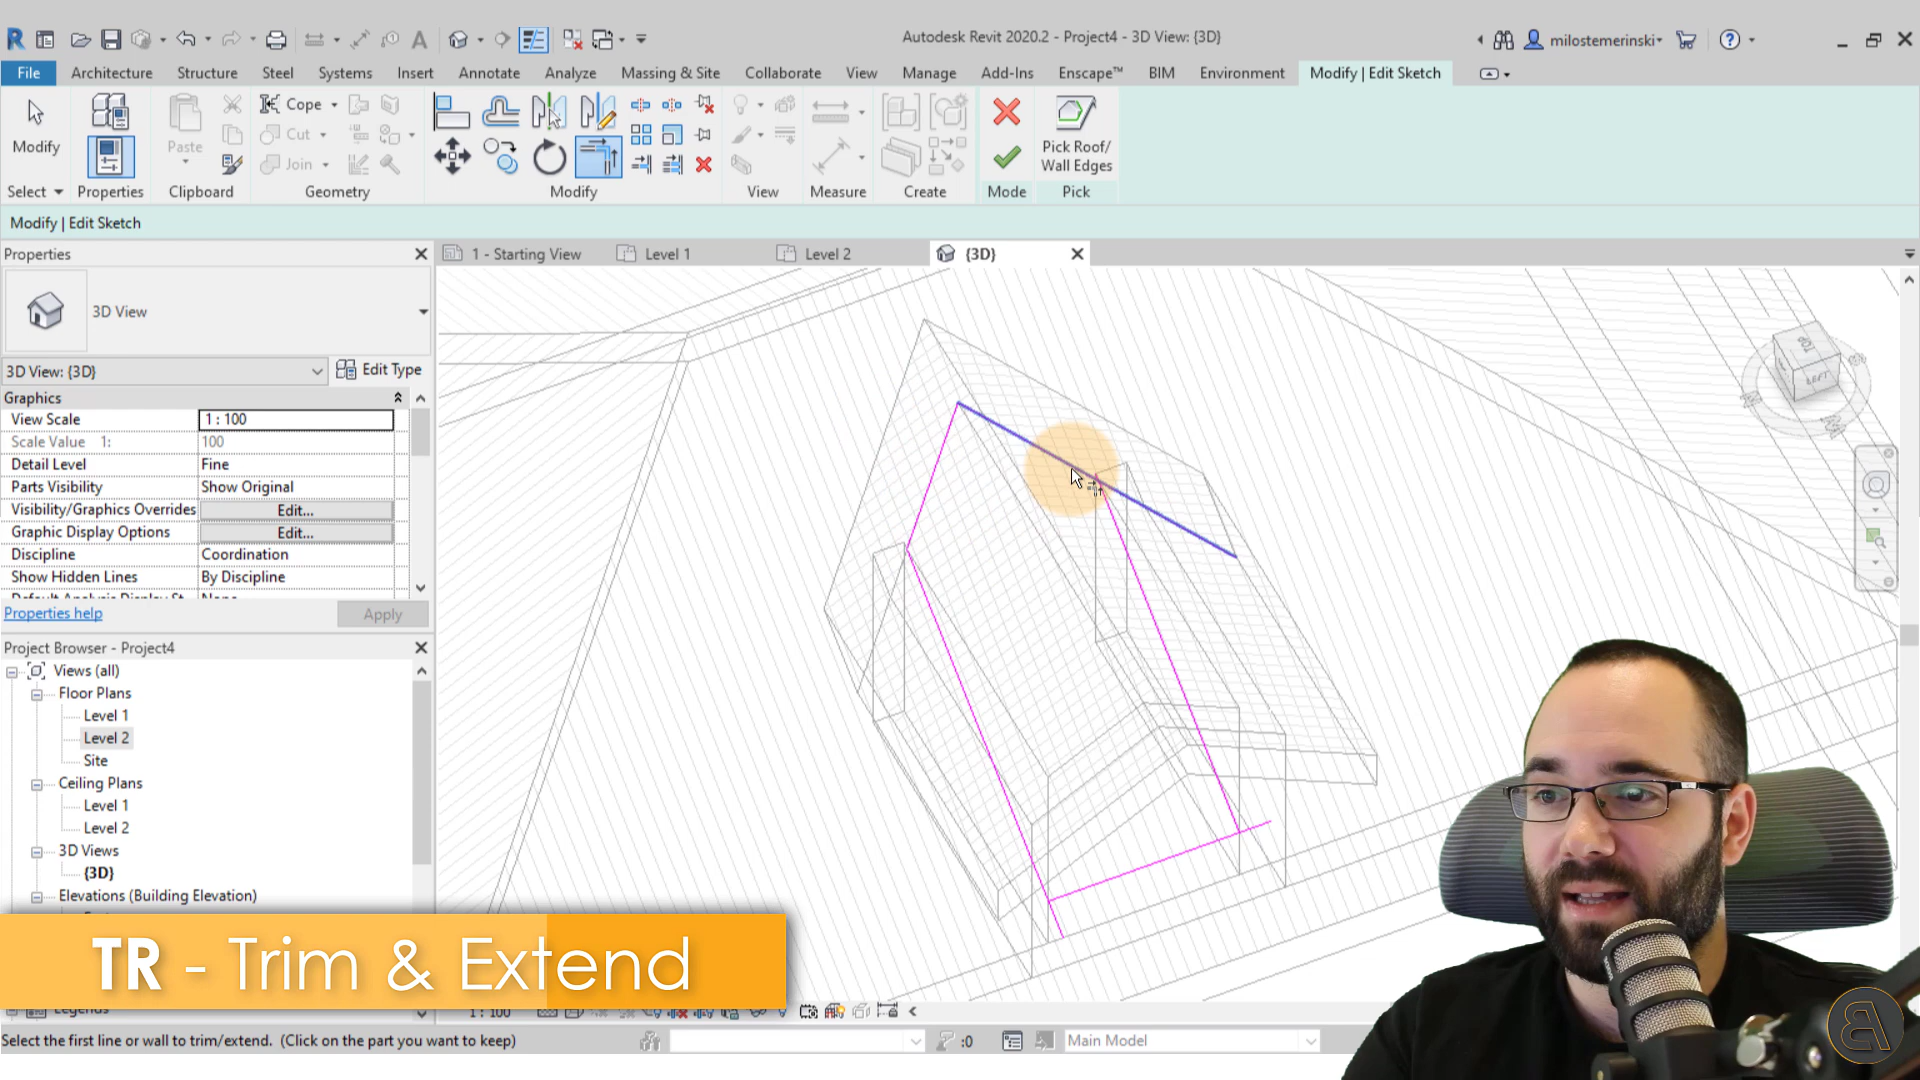 Autodesk Revit 2020.2 - Project4 - 3D View: {3D}
milostemerinski
File Architecture Structure Steel Systems Insert Annotate Analyze Massing & Site Collaborate View Manage Add-Ins Enscape™ BIM Environment Modify | Edit Sketch
Modify
Paste
Cope
Cut
Join
Pick Roof/
Wall Edges
Select Properties Clipboard Geometry Modify View Measure Create Mode Pick
Modify | Edit Sketch
Properties
1 - Starting View
Level 1
Level 2
{3D}
3D View
3D View: {3D}
Edit Type
Graphics
View Scale 1 : 100
Scale Value 1: 100
Detail Level Fine
Parts Visibility Show Original
Visibility/Graphics Overrides Edit...
Graphic Display Options Edit...
Discipline Coordination
Show Hidden Lines By Discipline
Properties help
Apply
TOP
LEFT
Project Browser - Project4
Views (all)
Floor Plans
Level 1
Level 2
Site
Ceiling Plans
Level 1
Level 2
3D Views
{3D}
Elevations (Building Elevation)
TR - Trim & Extend
1 : 100
Select the first line or wall to trim/extend. (Click on the part you want to keep)
:0
Main Model